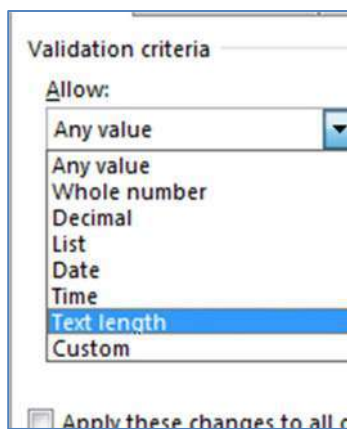 Validation criteria
Allow:
Any value
Any value
Whole number
Decimal
List
Date
Time
Text length
Custom
Apply these changes to all